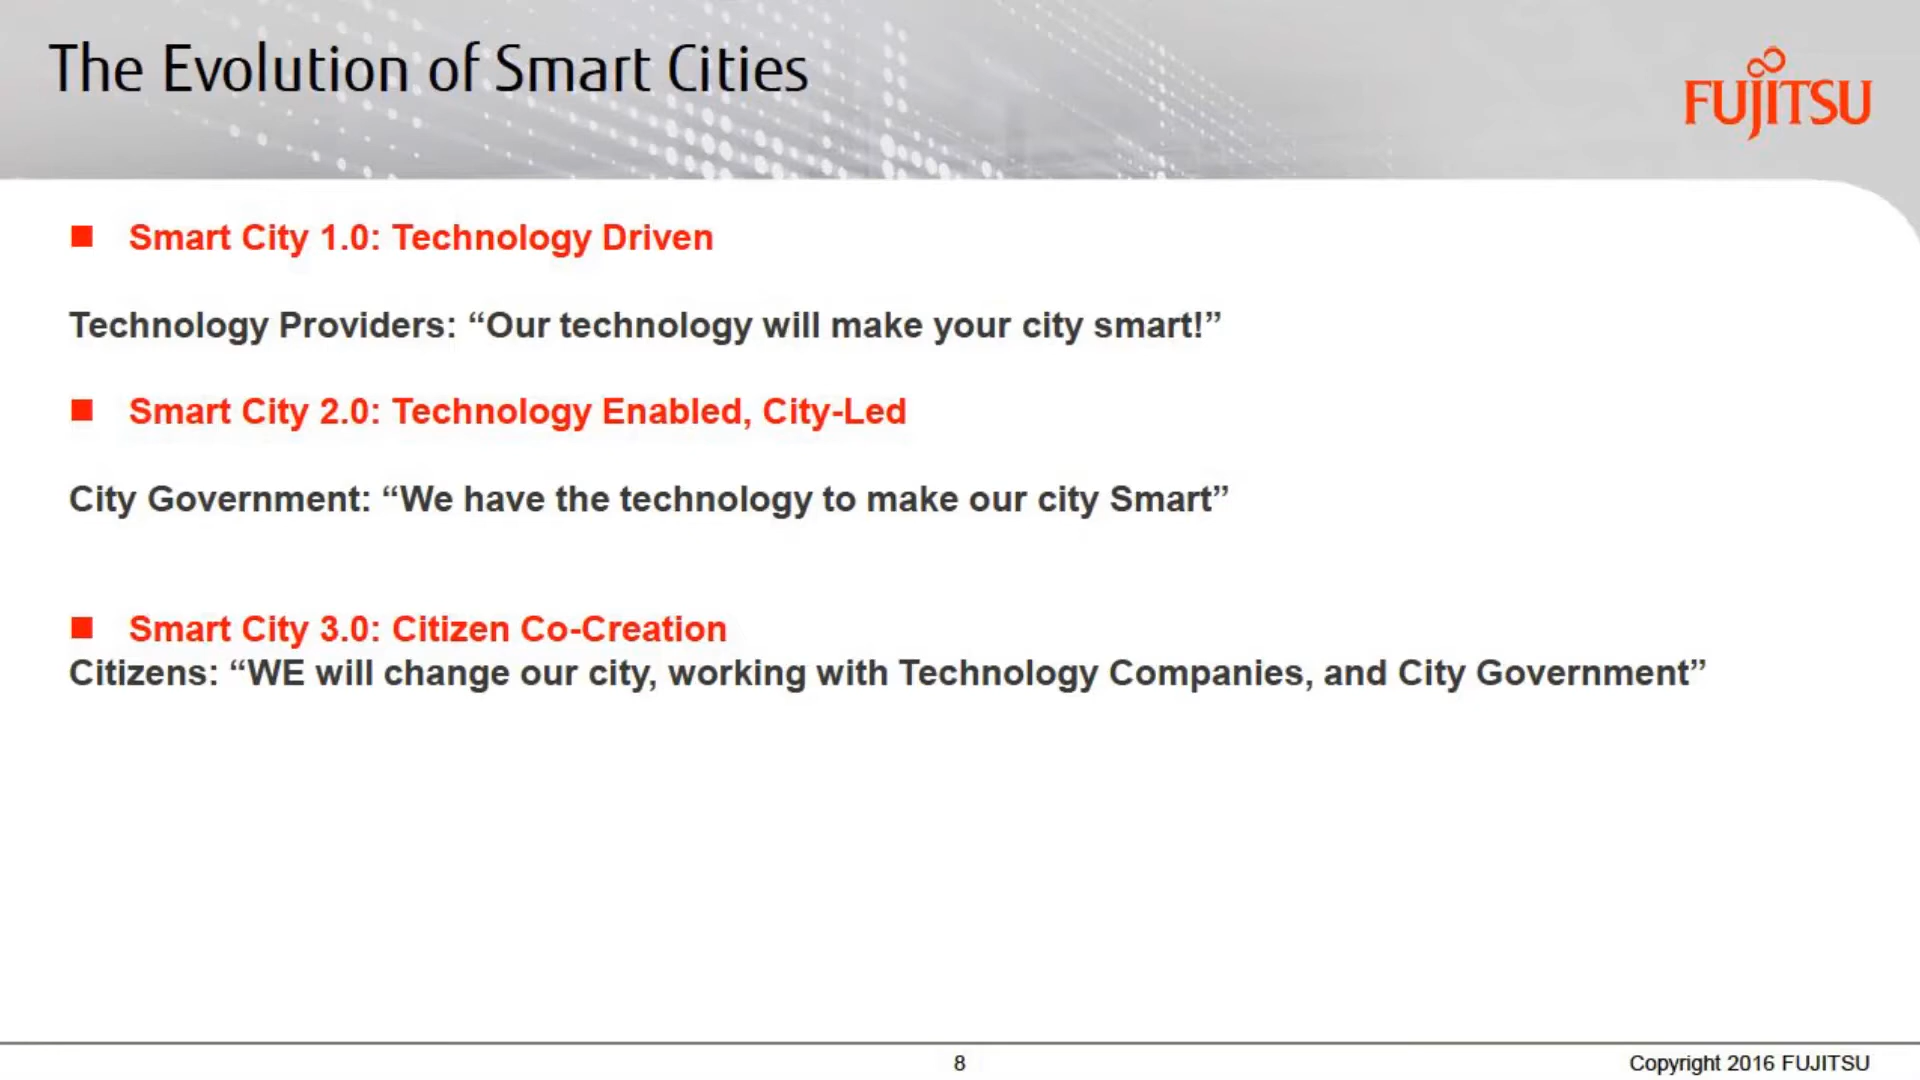 The Evolution of Smart Cities
FUJITSU
Smart City 1.0: Technology Driven
Technology Providers: “Our technology will make your city smart!”
Smart City 2.0: Technology Enabled, City-Led
City Government: “We have the technology to make our city Smart”
Smart City 3.0: Citizen Co-Creation
Citizens: “WE will change our city, working with Technology Companies, and City Government”
8
Copyright 2016 FUJITSU